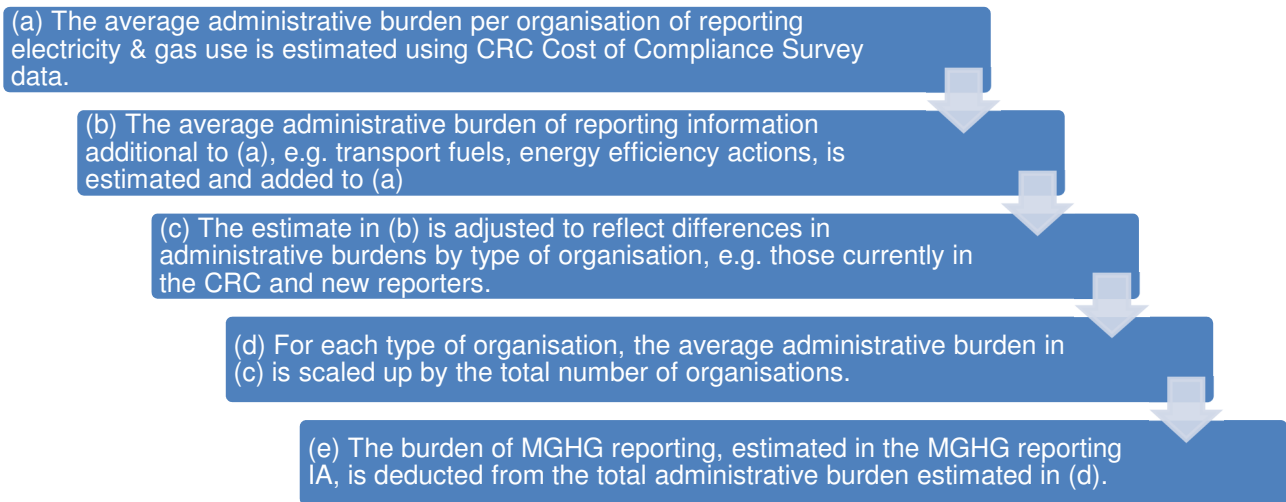 (a) The average administrative burden per organisation of reporting
electricity & gas use is estimated using CRC Cost of Compliance Survey
data.
(b) The average administrative burden of reporting information
additional to (a), e.g. transport fuels, energy efficiency actions, is
estimated and added to (a)
(c) The estimate in (b) is adjusted to reflect differences in
administrative burdens by type of organisation, e.g. those currently in
the CRC and new reporters.
(d) For each type of organisation, the average administrative burden in
(c) is scaled up by the total number of organisations.
(e) The burden of MGHG reporting, estimated in the MGHG reporting
IA, is deducted from the total administrative burden estimated in (d).